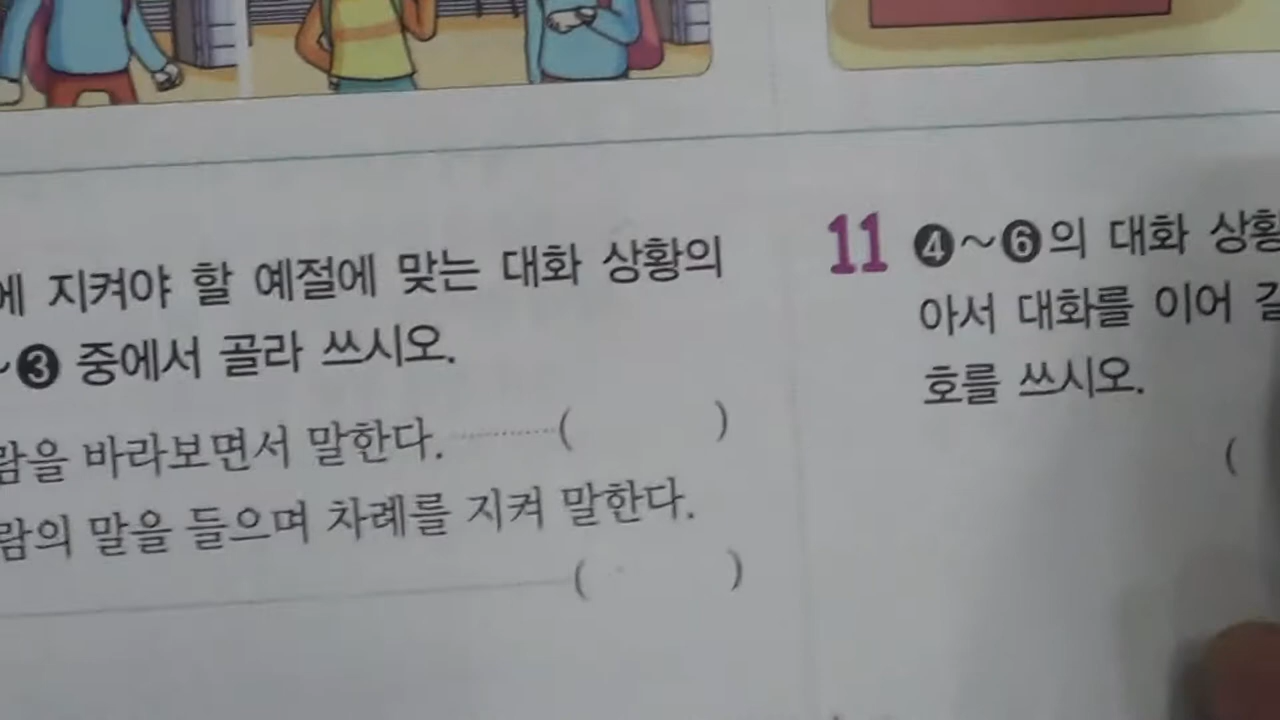 에 지켜야 할 예절에 맞는 대화 상황의
~❸ 중에서 골라 쓰시오.
람을 바라보면서 말한다. ( )
람의 말을 들으며 차례를 지켜 말한다.
( )
11 ❹~❻의 대화 상황
아서 대화를 이어
호를 쓰시오.
(